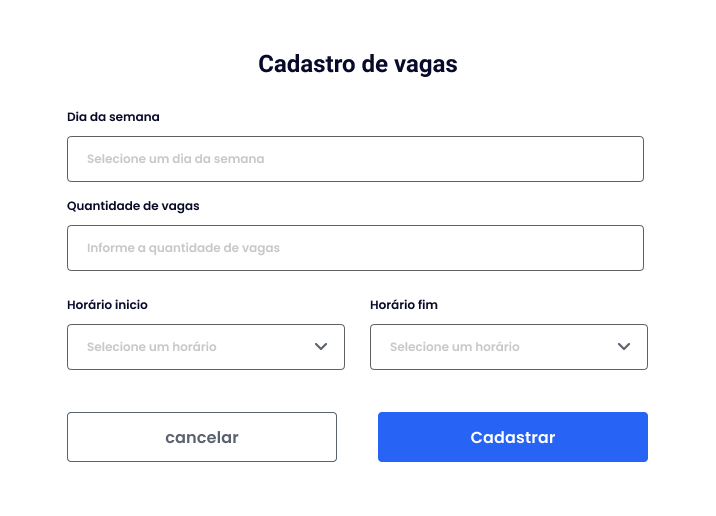 Cadastro de vagas
Dia da semana
Selecione um dia da semana
Quantidade de vagas
Informe a quantidade de vagas
Horário inicio
Horário fim
Selecione um horário
Selecione um horário
cancelar
Cadastrar